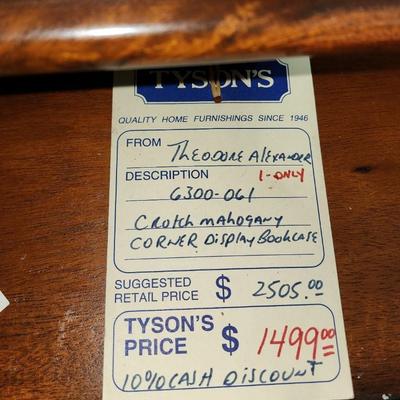 TYSON'S
QUALITY HOME FURNISHINGS SINCE 1946
FROM THEODORE ALEXANDER
DESCRIPTION 1-ONLY
6300-061
CROTCH MAHOGANY
CORNER DISPLAY BOOKCASE
SUGGESTED
RETAIL PRICE $ 2505.00
TYSON'S
PRICE $ 1499.00
10% CASH DISCOUNT